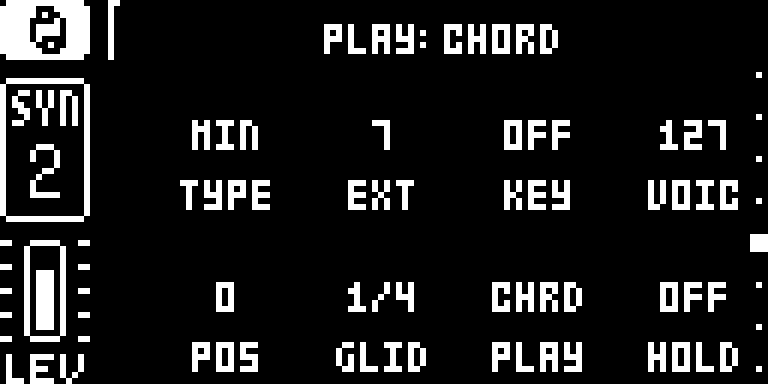 PLAY: CHORD
SYN
2
MIN 7 OFF 127
TYPE EXT KEY VOIC
0 1/4 CHRD OFF
POS GLID PLAY HOLD
LEV